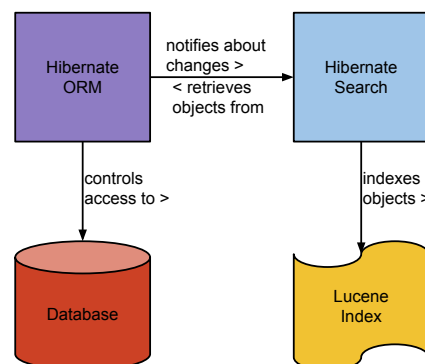 Hibernate
ORM
notifies about
changes >
< retrieves
objects from
Hibernate
Search
controls
access to >
indexes
objects >
Database
Lucene
Index